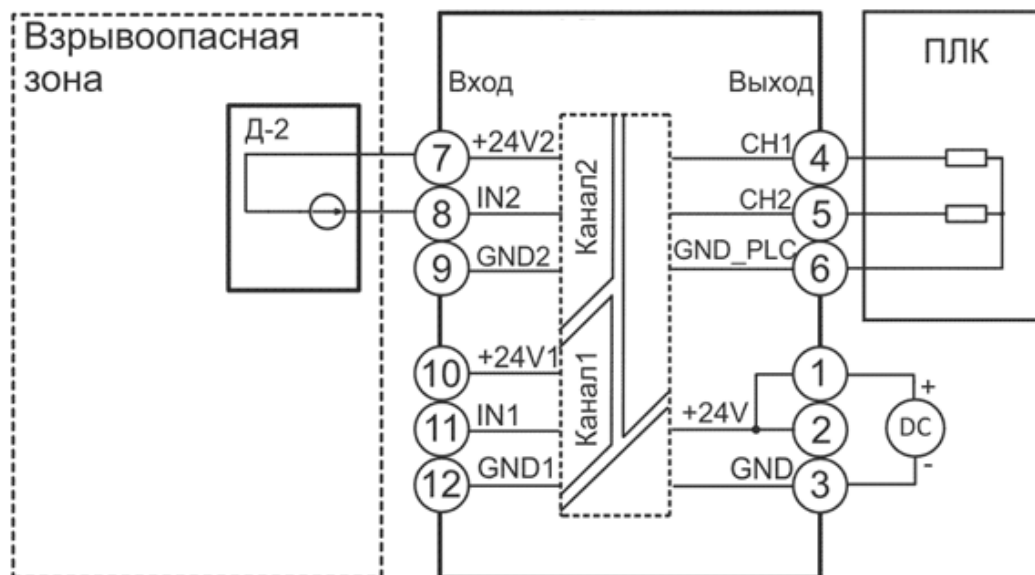 Взрывоопасная
зона
Д-2
Вход
Выход
ПЛК
7
+24V2
8
IN2
9
GND2
10
+24V1
11
IN1
12
GND1
Канал2
Канал1
CH1
4
CH2
5
GND_PLC
6
1
+24V
2
GND
3
+
DC
-